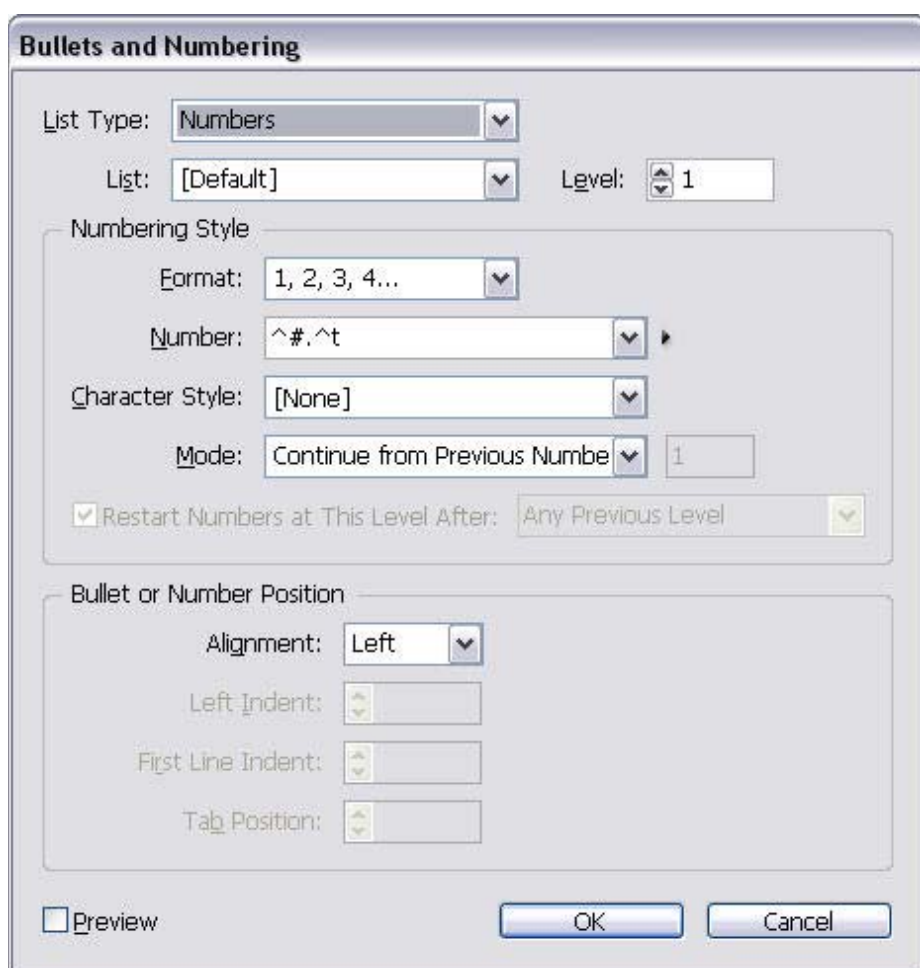 Bullets and Numbering
List Type: Numbers
List: [Default] Level: 1
Numbering Style
Format: 1, 2, 3, 4...
Number: ^#.^t
Character Style: [None]
Mode: Continue from Previous Numbe 1
Restart Numbers at This Level After: Any Previous Level
Bullet or Number Position
Alignment: Left
Left Indent:
First Line Indent:
Tab Position:
Preview OK Cancel